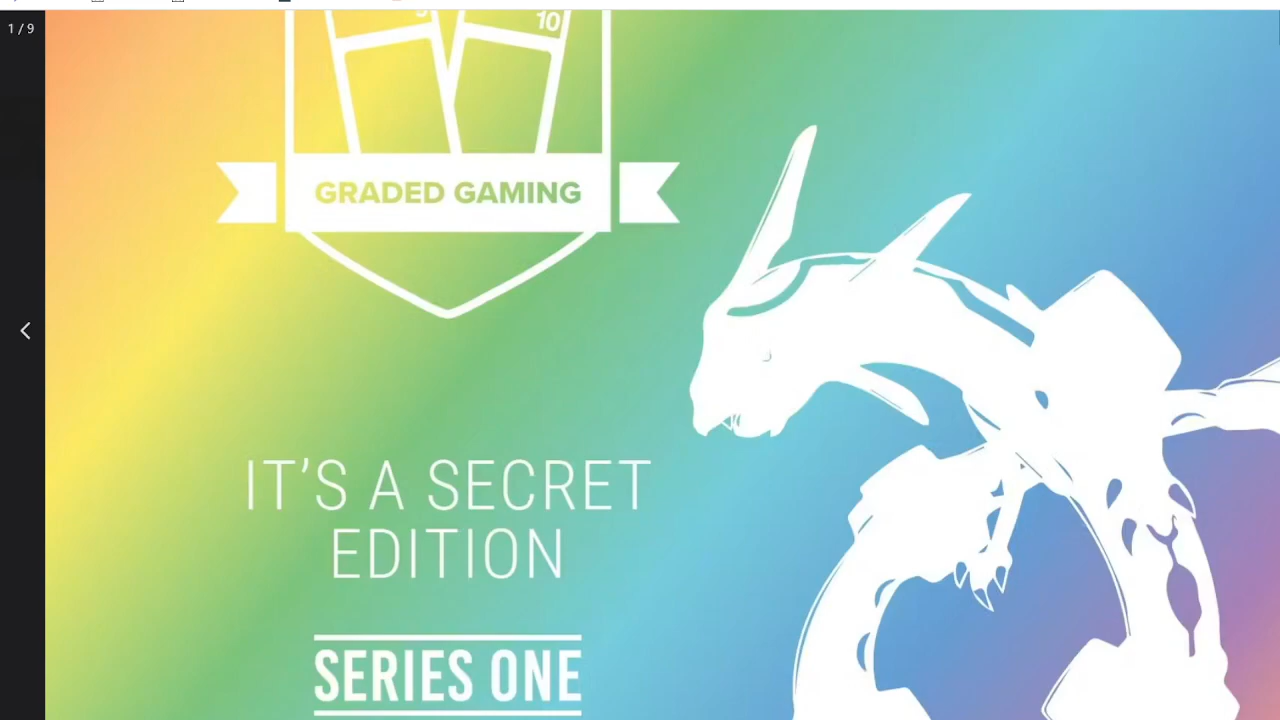 1 / 9
10
GRADED GAMING
IT'S A SECRET
EDITION
SERIES ONE